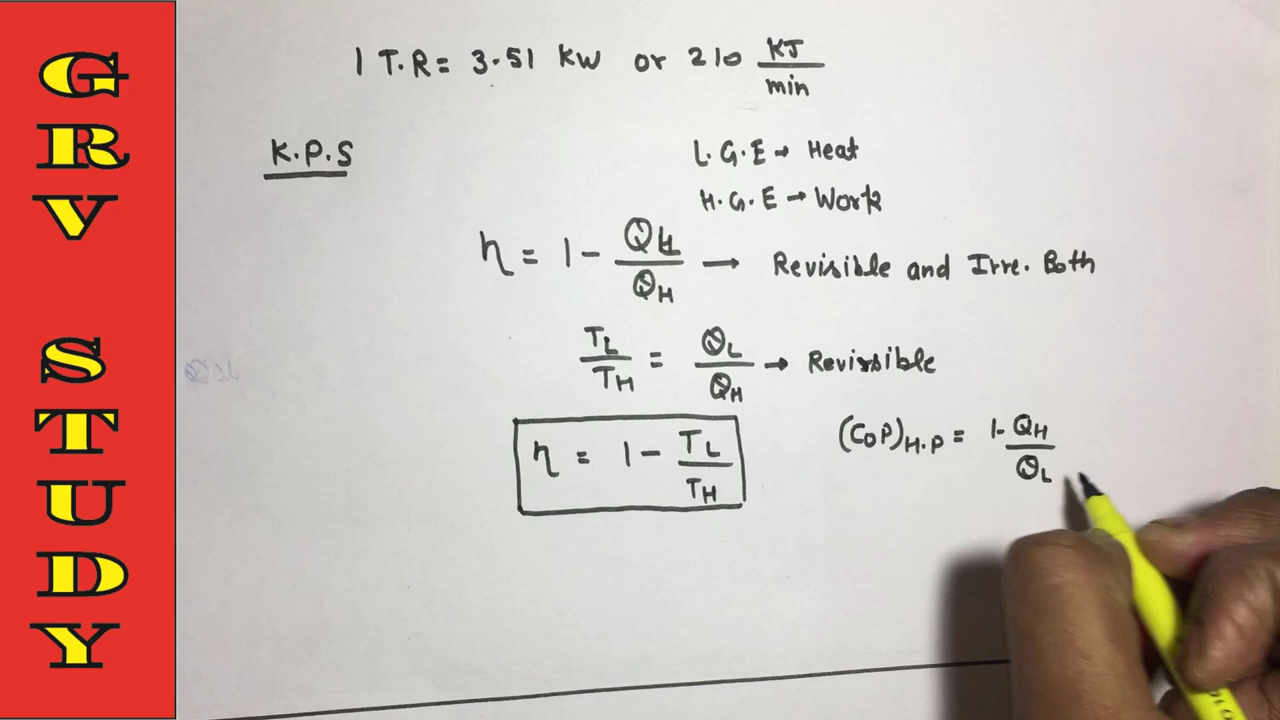 GRV
STUDY
1 T.R = 3.51 KW or 210 KJ/min
K.P.S
L.G.E → Heat
H.G.E → Work
η = 1 - QL/QH → Revisible and Irre. Both
TL/TH = QL/QH → Revissible
η = 1 - TL/TH
(COP)H.P = 1-QH/QL